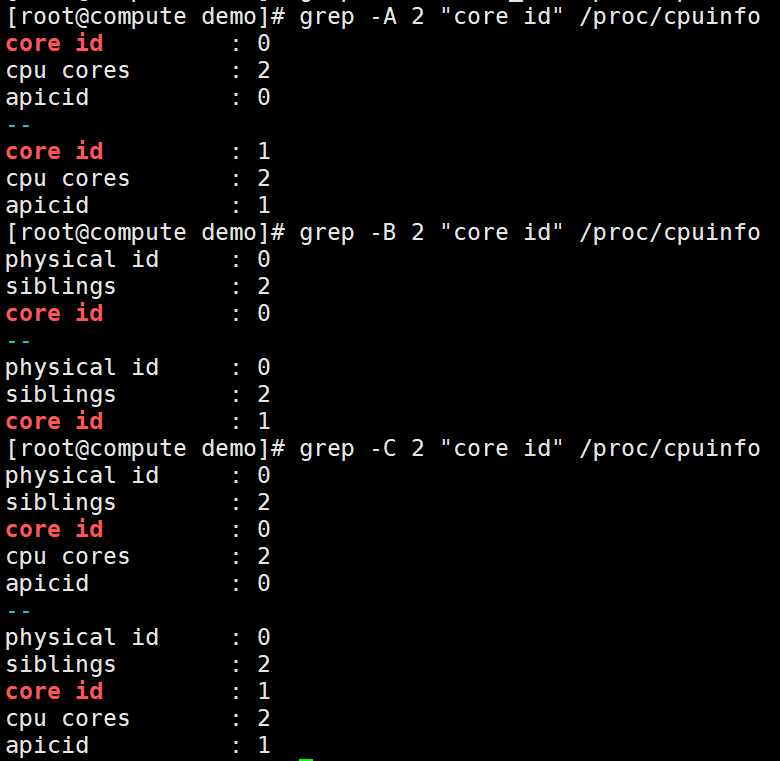 [root@compute demo]# grep -A 2 "core id" /proc/cpuinfo
core id         : 0
cpu cores       : 2
apicid          : 0
--
core id         : 1
cpu cores       : 2
apicid          : 1
[root@compute demo]# grep -B 2 "core id" /proc/cpuinfo
physical id     : 0
siblings        : 2
core id         : 0
--
physical id     : 0
siblings        : 2
core id         : 1
[root@compute demo]# grep -C 2 "core id" /proc/cpuinfo
physical id     : 0
siblings        : 2
core id         : 0
cpu cores       : 2
apicid          : 0
--
physical id     : 0
siblings        : 2
core id         : 1
cpu cores       : 2
apicid          : 1